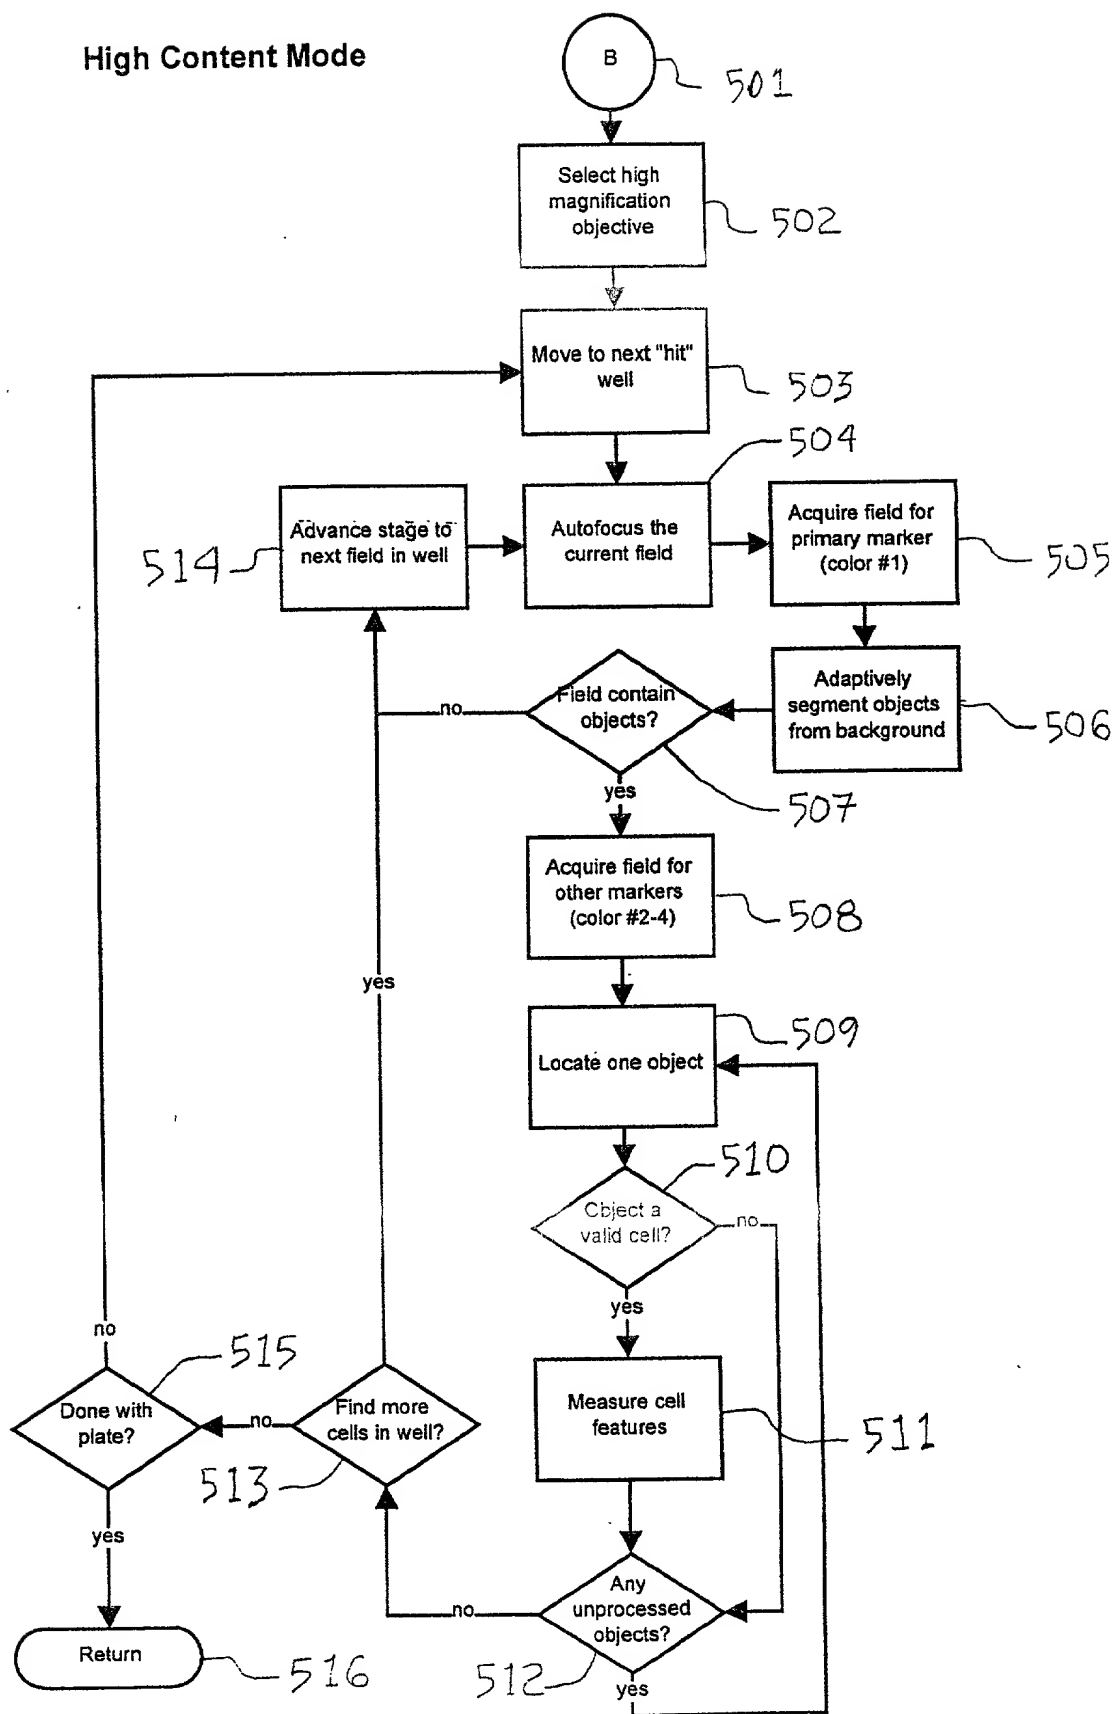 High Content Mode
B
501
Select high
magnification
objective
502
Move to next "hit"
well
503
504
Advance stage to
next field in well
514
Autofocus the
current field
Acquire field for
primary marker
(color #1)
505
Adaptively
segment objects
from background
506
Field contain
objects?
no
507
yes
Acquire field for
other markers
(color #2-4)
508
yes
Locate one object
509
510
Object a
valid cell?
no
yes
Measure cell
features
511
no
515
Done with
plate?
no
Find more
cells in well?
513
yes
Any
unprocessed
objects?
no
512
yes
Return
516